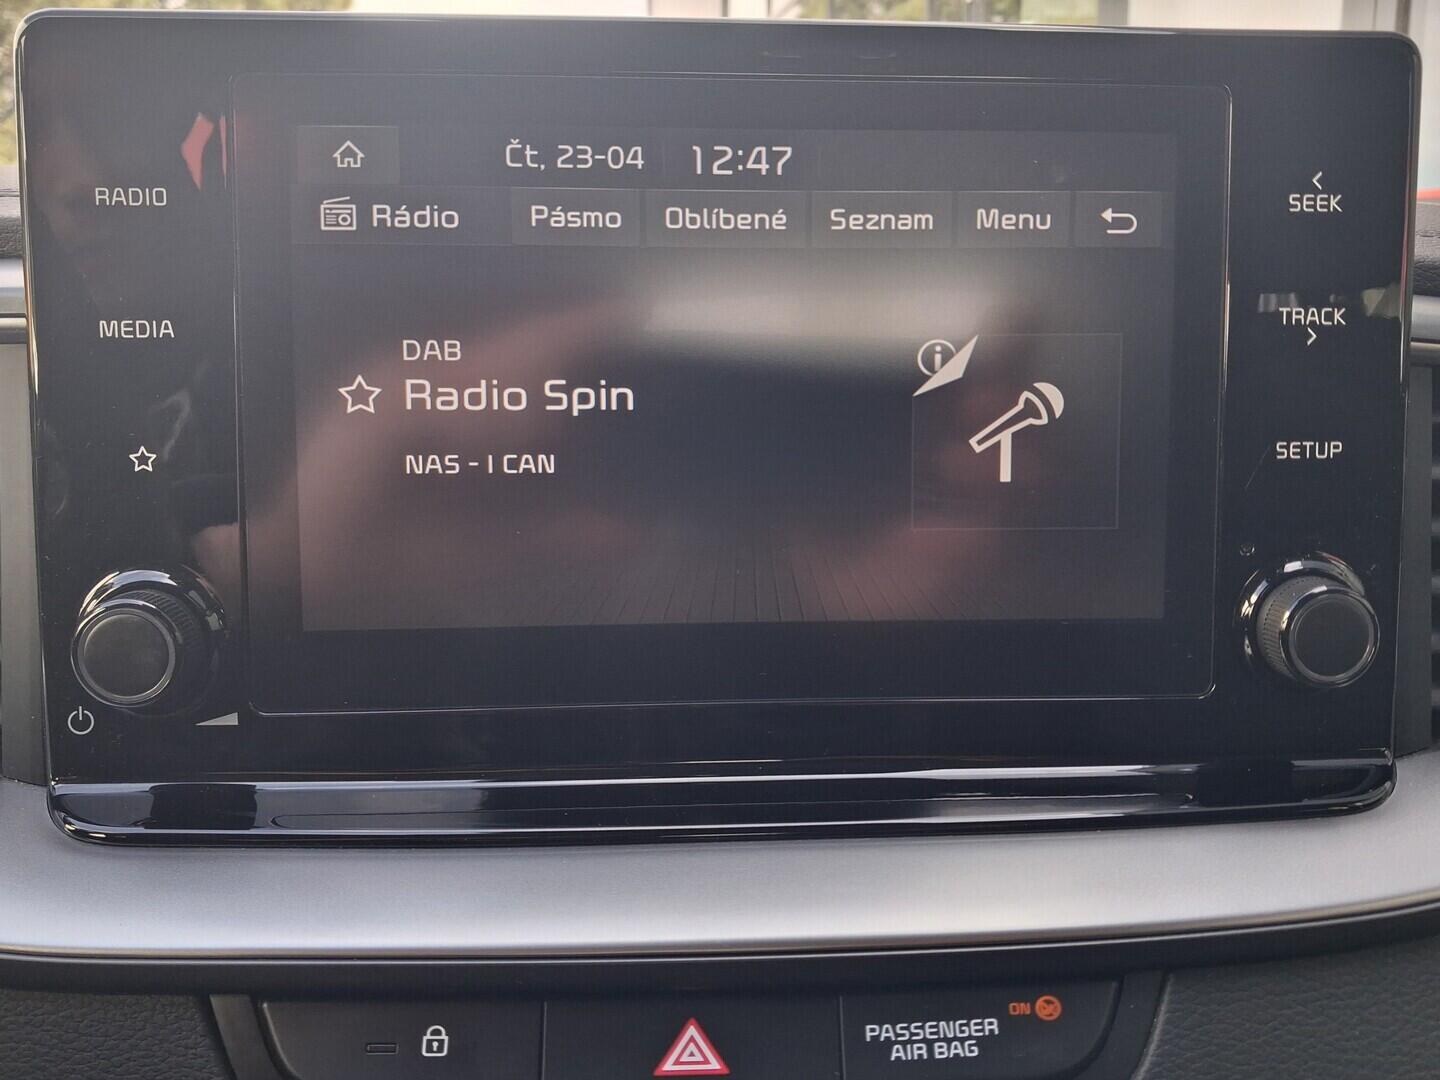 Čt, 23-04 12:47
RADIO
SEEK
Rádio Pásmo Oblíbené Seznam Menu
MEDIA
TRACK
DAB
Radio Spin
NAS - I CAN
SETUP
PASSENGER
AIR BAG
ON